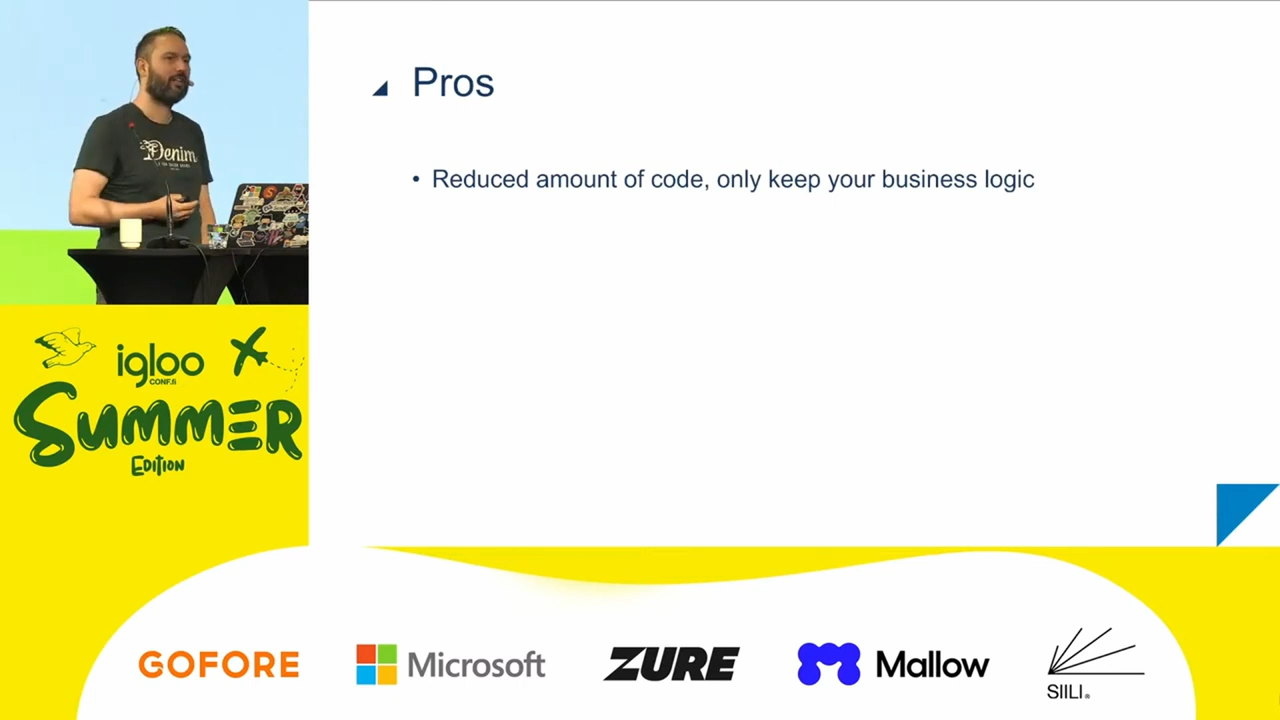 Denim
Pros
• Reduced amount of code, only keep your business logic
igloo
CONF.fi
SUMMER
EDITION
GOFORE
Microsoft
ZURE
Mallow
SIILI